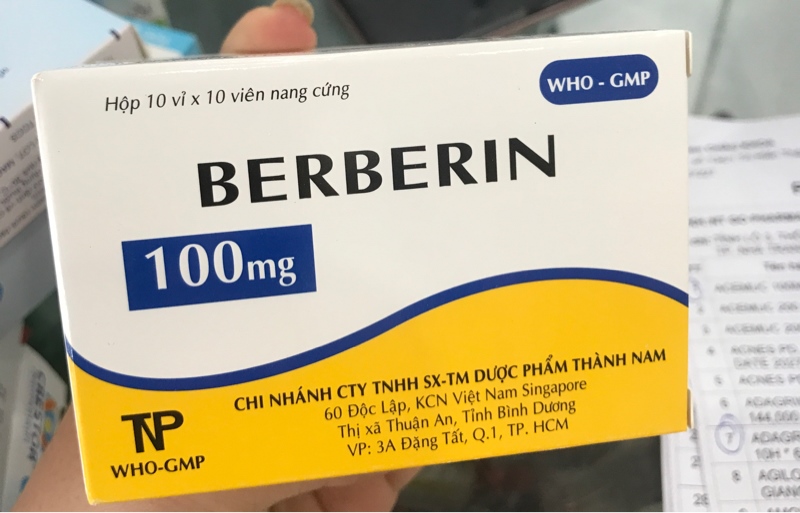 Hộp 10 vỉ x 10 viên nang cứng
WHO - GMP
BERBERIN
100mg
CHI NHÁNH CTY TNHH SX-TM DƯỢC PHẨM THÀNH NAM
60 Độc Lập, KCN Việt Nam Singapore
Thị xã Thuận An, Tỉnh Bình Dương
VP: 3A Đặng Tất, Q.1, TP. HCM
TNP
WHO-GMP